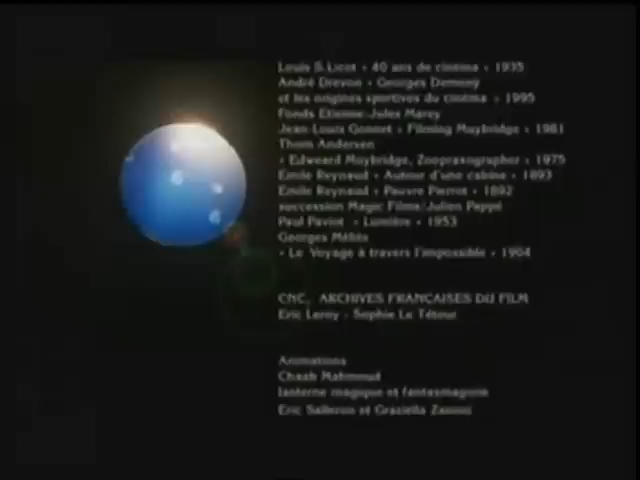 Louis S.Licot « 40 ans de cinéma » 1935
André Drevon « Georges Demeny
et les origines sportives du cinéma » 1995
Fonds Etienne-Jules Marey
Jean-Louis Gonnet « Filming Muybridge » 1981
Thom Andersen
« Edweard Muybridge, Zoopraxographer » 1975
Emile Reynaud « Autour d'une cabine » 1893
Emile Reynaud « Pauvre Pierrot » 1892
succession Magic Films/Julien Pappé
Paul Paviot « Lumière » 1953
Georges Méliès
« Le Voyage à travers l'impossible » 1904
CNC, ARCHIVES FRANCAISES DU FILM
Eric Leroy - Sophie Le Tétour
Animations
Chaab Mahmoud
lanterne magique et fantasmagorie
Eric Salleron et Graziella